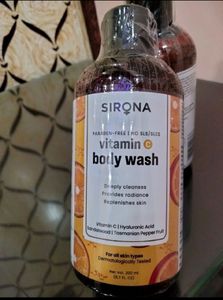 SIRONA
PARABEN-FREE | NO SLS/SLES
vitamin C
body wash
Deeply cleanses
Provides radiance
Replenishes skin
Vitamin C | Hyaluronic Acid
Sandalwood | Tasmanian Pepper Fruit
For all skin types
Dermatologically Tested